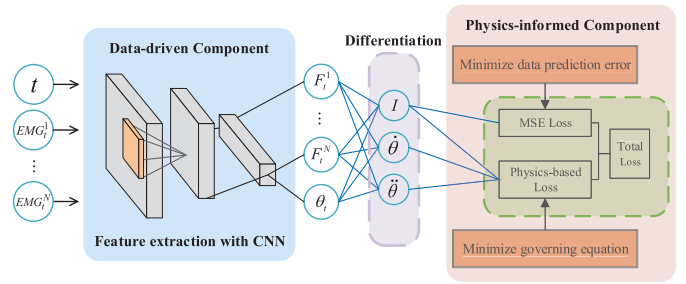 Physics-informed Component
Differentiation
Data-driven Component
Minimize data prediction error
t
EMG_t^1
⋮
EMG_t^N
F_t^1
⋮
F_t^N
θ_t
I
θ̇
θ̈
MSE Loss
Physics-based
Loss
Total
Loss
Feature extraction with CNN
Minimize governing equation